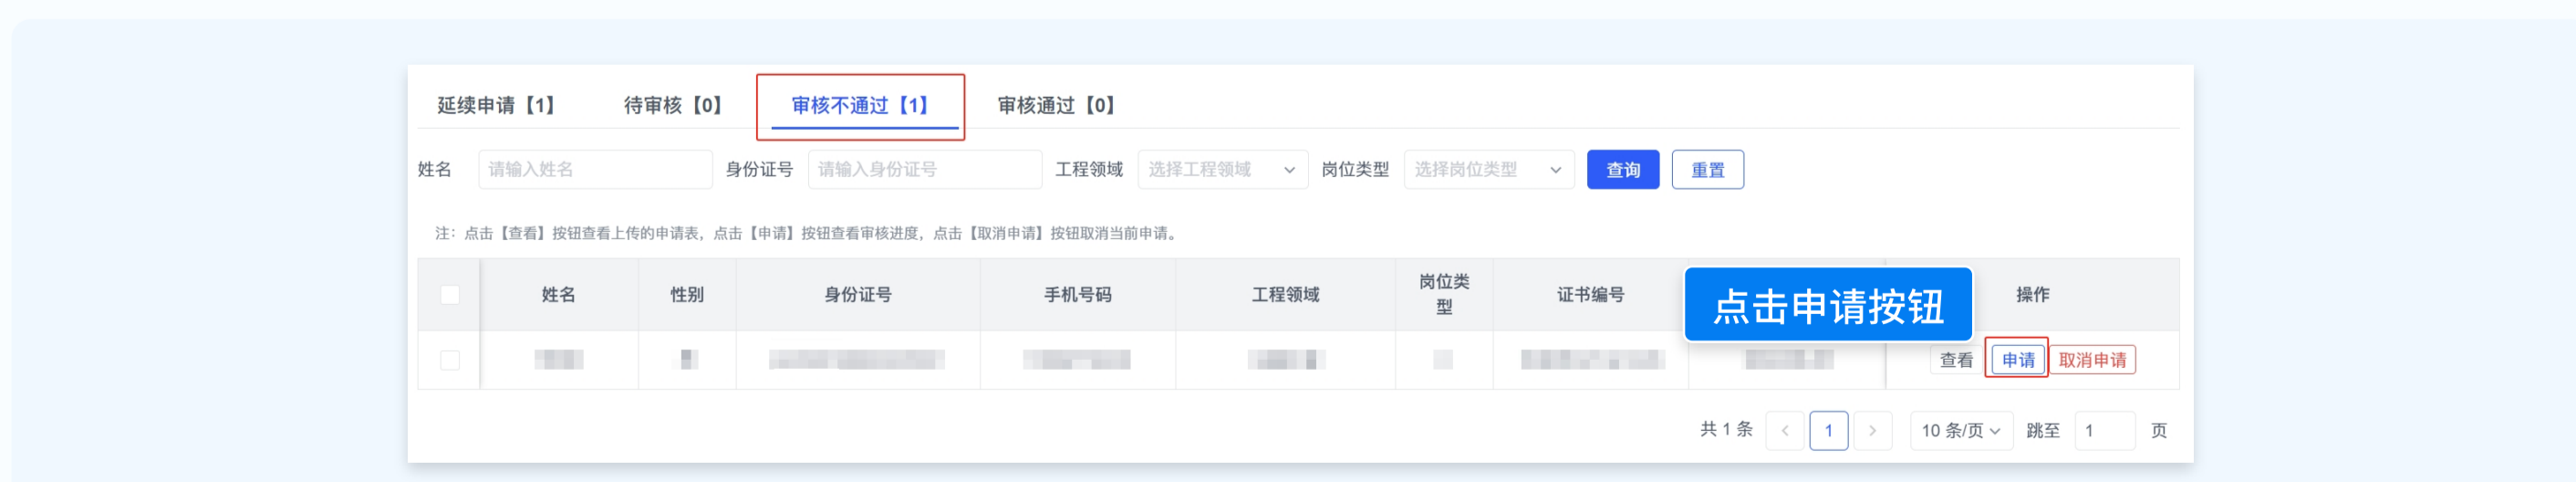 延续申请【1】 待审核【0】 审核不通过【1】 审核通过【0】
姓名 请输入姓名 身份证号 请输入身份证号 工程领域 选择工程领域 岗位类型 选择岗位类型 查询 重置
注：点击【查看】按钮查看上传的申请表，点击【申请】按钮查看审核进度，点击【取消申请】按钮取消当前申请。
姓名 性别 身份证号 手机号码 工程领域 岗位类型 证书编号 点击申请按钮 操作
查看 申请 取消申请
共 1 条 < 1 > 10 条/页 跳至 1 页